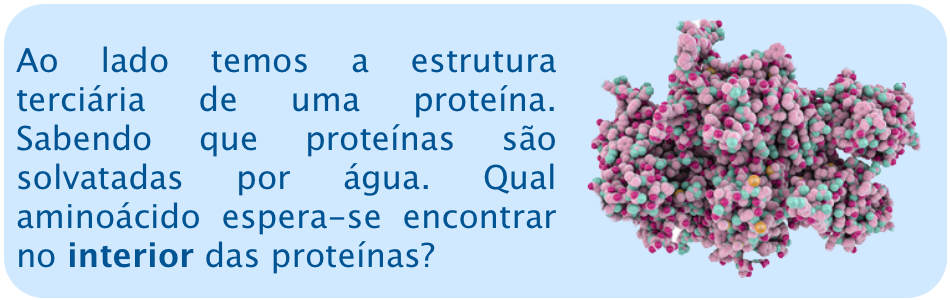 Ao lado temos a estrutura
terciária de uma proteína.
Sabendo que proteínas são
solvatadas por água. Qual
aminoácido espera-se encontrar
no interior das proteínas?